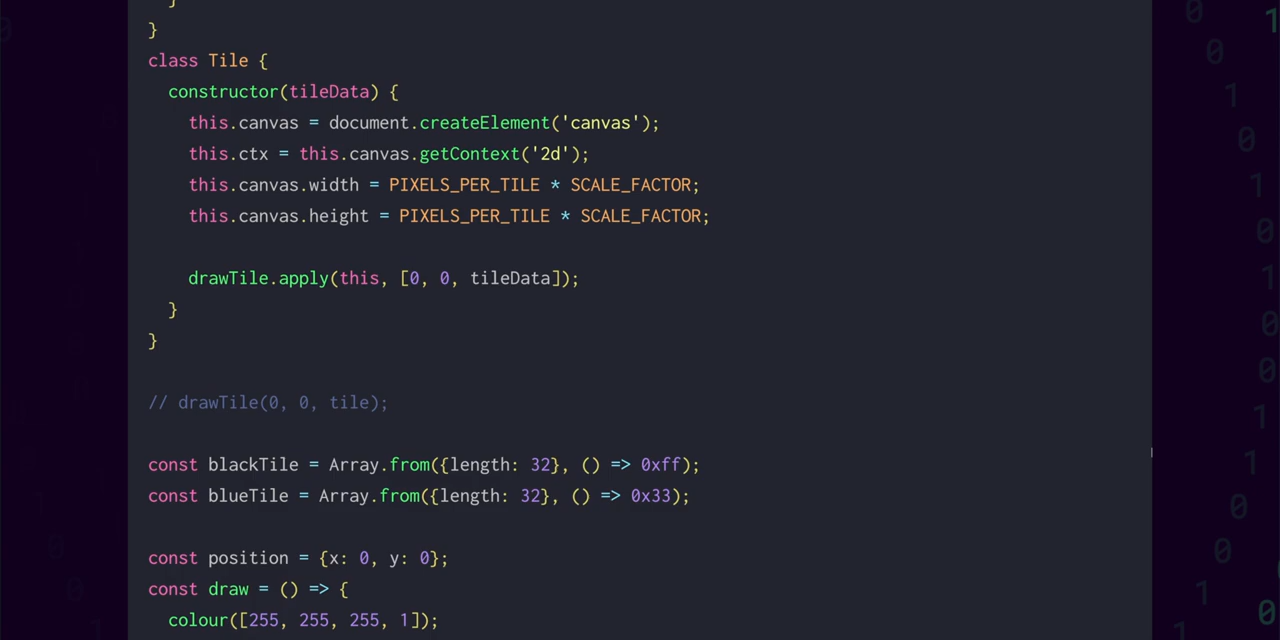 }
}
class Tile {
constructor(tileData) {
this.canvas = document.createElement('canvas');
this.ctx = this.canvas.getContext('2d');
this.canvas.width = PIXELS_PER_TILE * SCALE_FACTOR;
this.canvas.height = PIXELS_PER_TILE * SCALE_FACTOR;
drawTile.apply(this, [0, 0, tileData]);
}
}
// drawTile(0, 0, tile);
const blackTile = Array.from({length: 32}, () => 0xff);
const blueTile = Array.from({length: 32}, () => 0x33);
const position = {x: 0, y: 0};
const draw = () => {
colour([255, 255, 255, 1]);